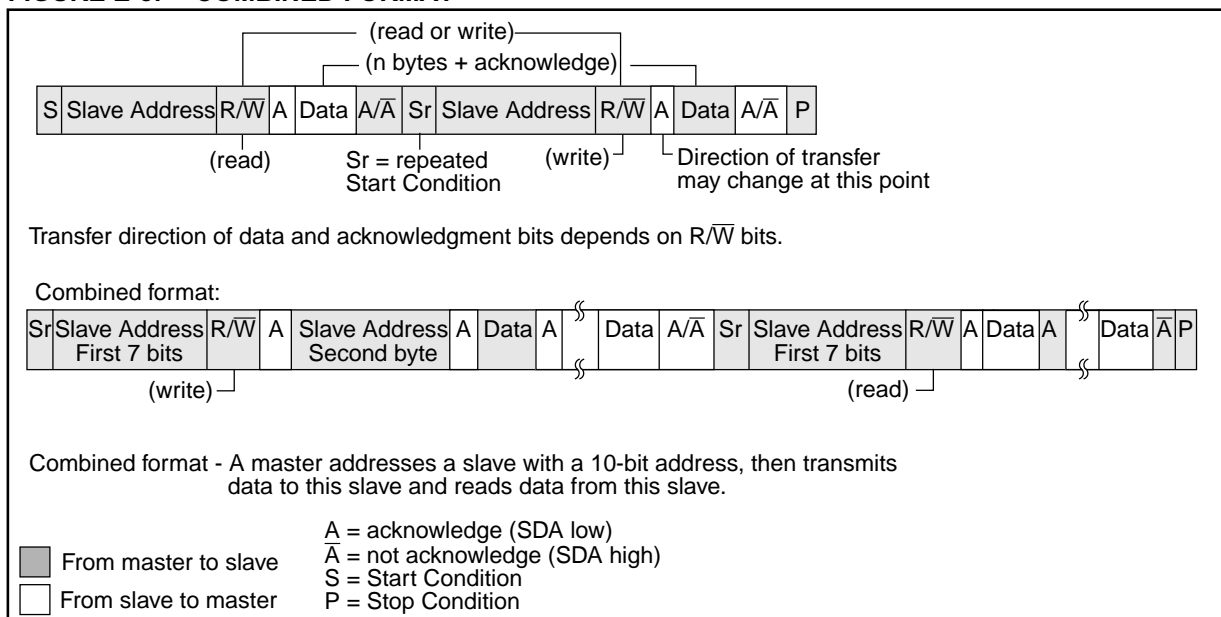 (read or write)
(n bytes + acknowledge)
S Slave Address R/W̅ A Data A/A̅ Sr Slave Address R/W̅ A Data A/A̅ P
(read) Sr = repeated (write) Direction of transfer
Start Condition may change at this point
Transfer direction of data and acknowledgment bits depends on R/W̅ bits.
Combined format:
Sr Slave Address R/W̅ A Slave Address A Data A Data A/A̅ Sr Slave Address R/W̅ A Data A Data A̅ P
First 7 bits Second byte First 7 bits
(write) (read)
Combined format - A master addresses a slave with a 10-bit address, then transmits
data to this slave and reads data from this slave.
A = acknowledge (SDA low)
From master to slave A̅ = not acknowledge (SDA high)
S = Start Condition
From slave to master P = Stop Condition